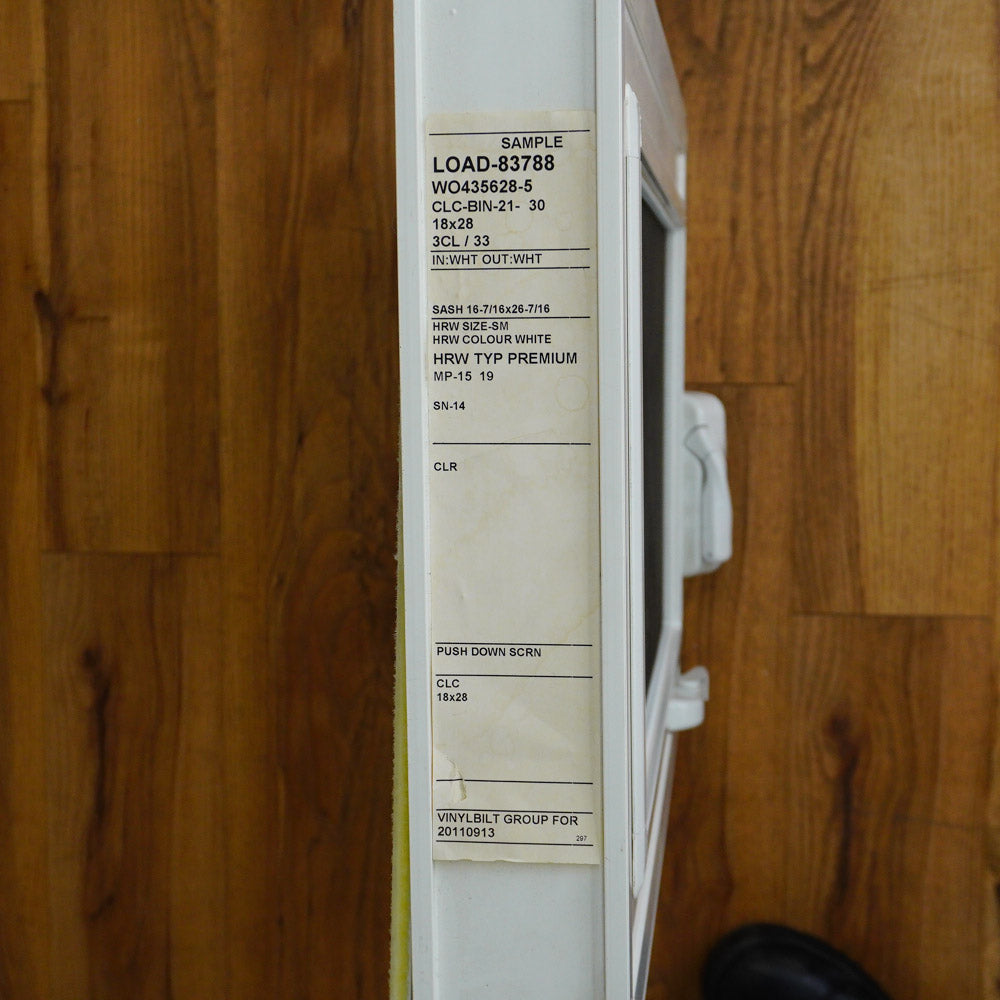 SAMPLE
LOAD-83788
WO435628-5
CLC-BIN-21- 30
18x28
3CL / 33
IN:WHT OUT:WHT
SASH 16-7/16x26-7/16
HRW SIZE-SM
HRW COLOUR WHITE
HRW TYP PREMIUM
MP-15 19
SN-14
CLR
PUSH DOWN SCRN
CLC
18x28
VINYLBILT GROUP FOR
20110913
297